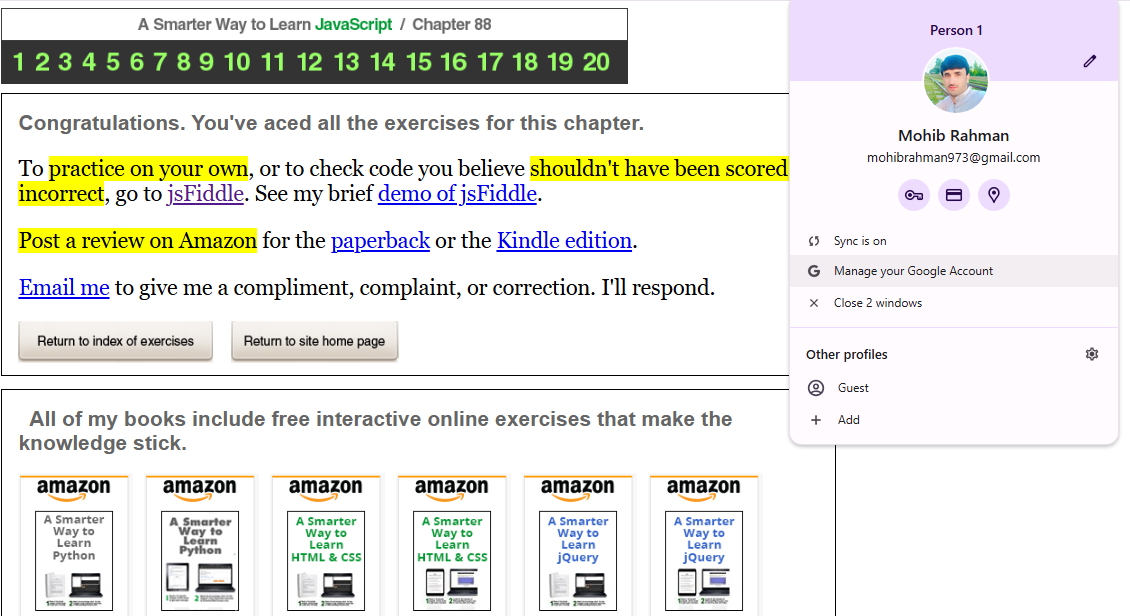 A Smarter Way to Learn JavaScript / Chapter 88
1 2 3 4 5 6 7 8 9 10 11 12 13 14 15 16 17 18 19 20
Congratulations. You've aced all the exercises for this chapter.
To practice on your own, or to check code you believe shouldn't have been scored
incorrect, go to jsFiddle. See my brief demo of jsFiddle.
Post a review on Amazon for the paperback or the Kindle edition.
Email me to give me a compliment, complaint, or correction. I'll respond.
Return to index of exercises
Return to site home page
All of my books include free interactive online exercises that make the
knowledge stick.
amazon
A Smarter
Way to
Learn
Python
amazon
A Smarter
Way to
Learn
Python
amazon
A Smarter
Way to
Learn
HTML & CSS
amazon
A Smarter
Way to
Learn
HTML & CSS
amazon
A Smarter
Way to
Learn
jQuery
amazon
A Smarter
Way to
Learn
jQuery
Person 1
Mohib Rahman
mohibrahman973@gmail.com
Sync is on
Manage your Google Account
Close 2 windows
Other profiles
Guest
Add